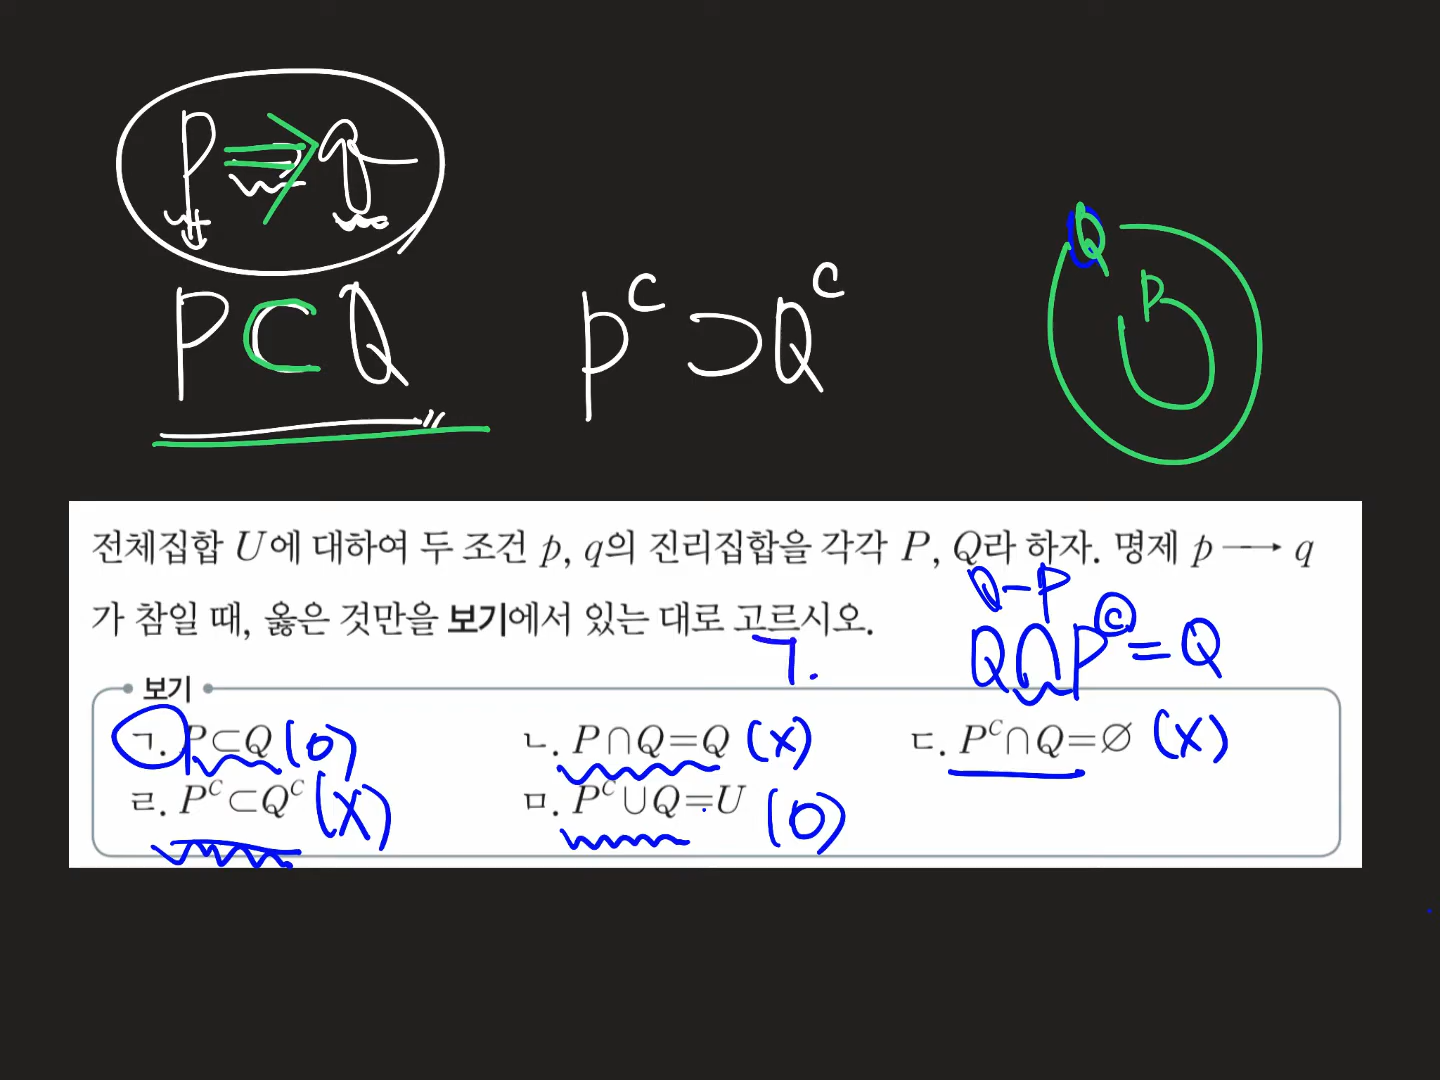 p ⇒ q
P ⊂ Q
P^C ⊃ Q^C
Q
P
전체집합 U에 대하여 두 조건 p, q의 진리집합을 각각 P, Q라 하자. 명제 p ⟶ q
가 참일 때, 옳은 것만을 보기에서 있는 대로 고르시오.
Q-P
ㄱ.
Q∩P^C = Q
보기
ㄱ. P⊂Q (O)
ㄴ. P∩Q=Q (X)
ㄷ. P^C∩Q=∅ (X)
ㄹ. P^C⊂Q^C (X)
ㅁ. P^C∪Q=U (O)